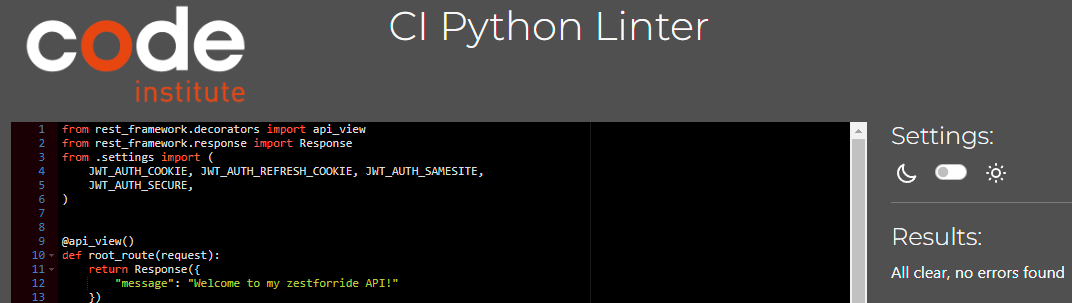 code
institute
CI Python Linter
1 from rest_framework.decorators import api_view
2 from rest_framework.response import Response
3 from .settings import (
4     JWT_AUTH_COOKIE, JWT_AUTH_REFRESH_COOKIE, JWT_AUTH_SAMESITE,
5     JWT_AUTH_SECURE,
6 )
7
8
9 @api_view()
10 def root_route(request):
11     return Response({
12         "message": "Welcome to my zestforride API!"
13     })
Settings:
Results:
All clear, no errors found